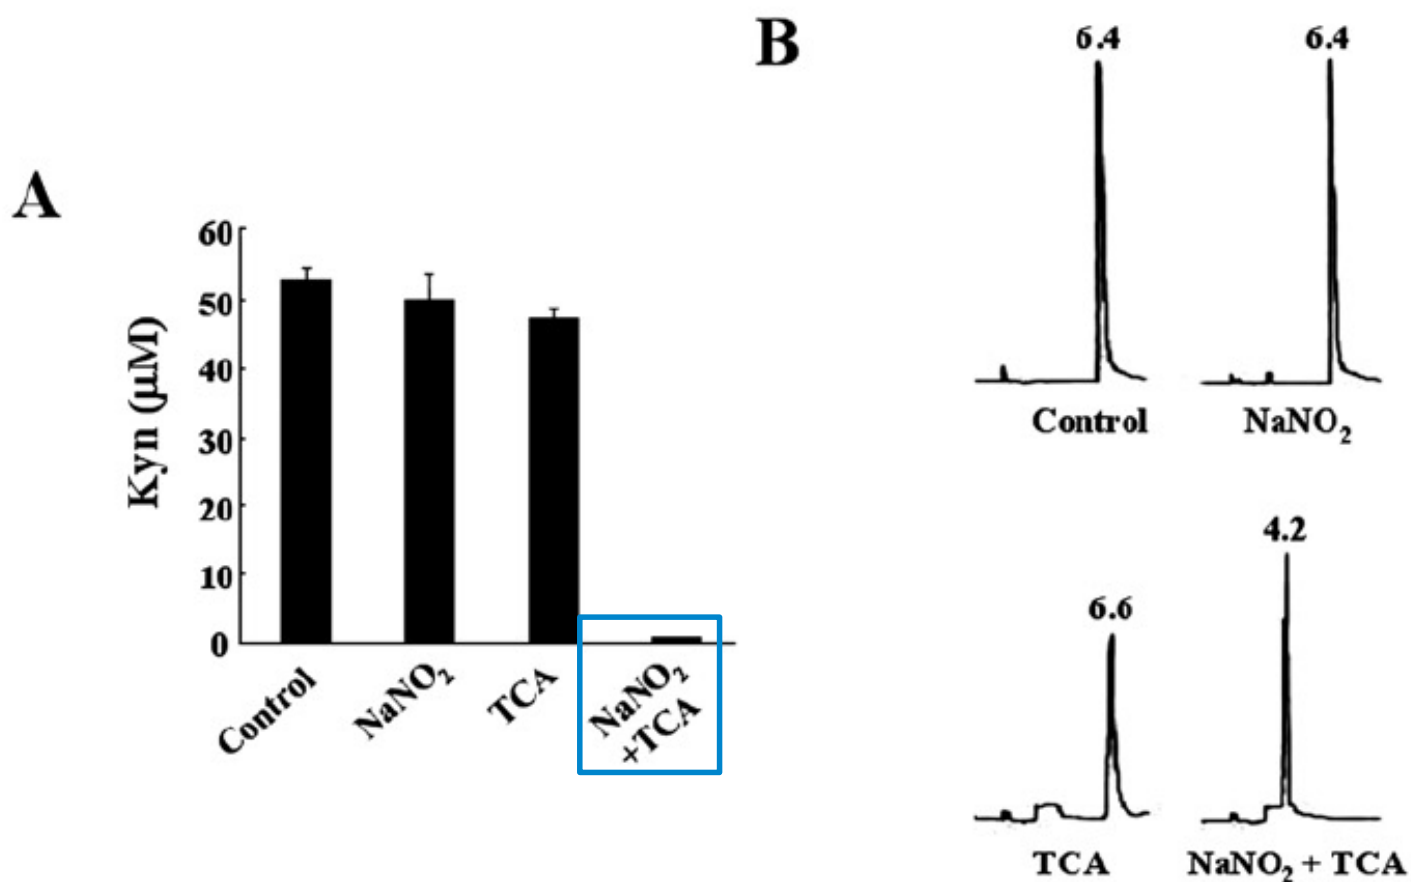 A
Kyn (μM)
60
50
40
30
20
10
0
Control
NaNO₂
TCA
NaNO₂
+TCA
B
6.4
6.4
Control
NaNO₂
6.6
4.2
TCA
NaNO₂ + TCA